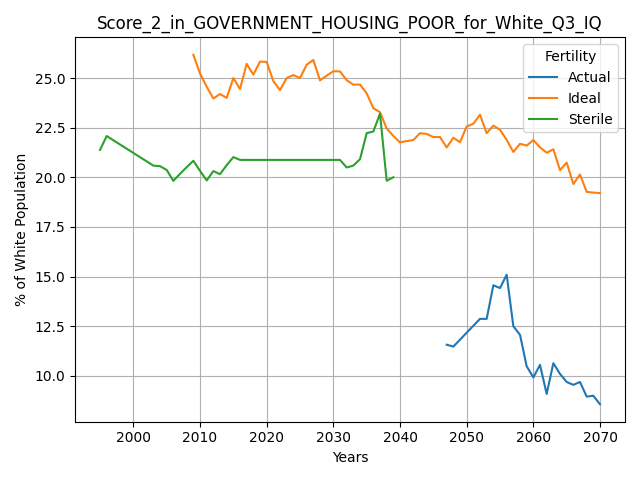 Score_2_in_GOVERNMENT_HOUSING_POOR_for_White_Q3_IQ
Fertility
Actual
Ideal
Sterile
% of White Population
25.0
22.5
20.0
17.5
15.0
12.5
10.0
2000 2010 2020 2030 2040 2050 2060 2070
Years